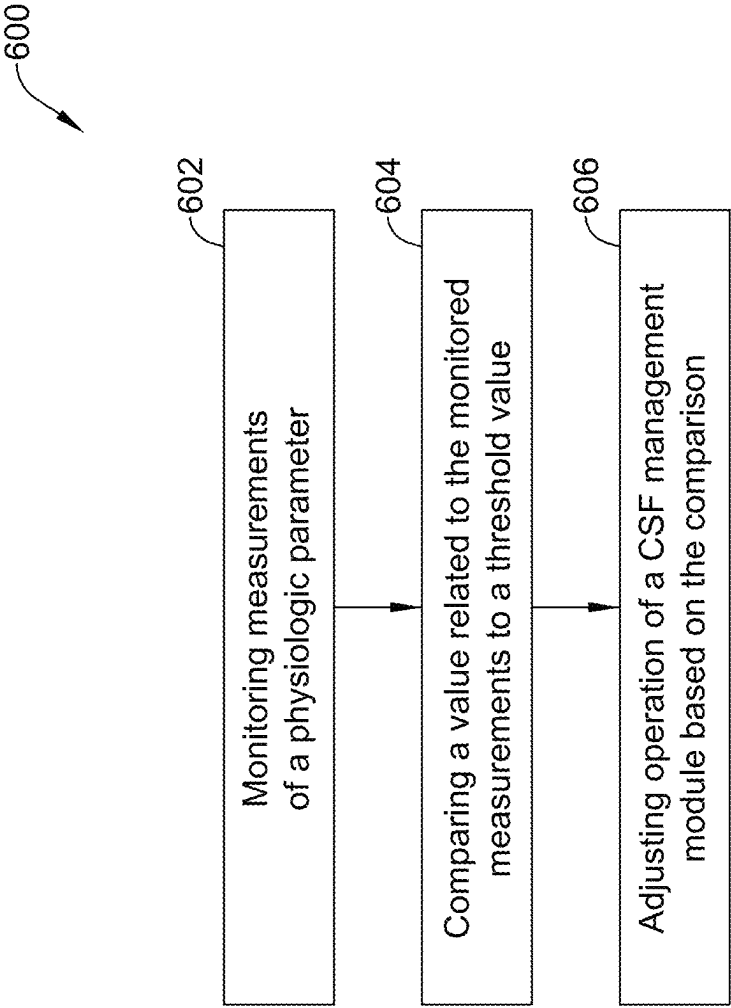 600
602
Monitoring measurements
of a physiologic parameter
604
Comparing a value related to the monitored
measurements to a threshold value
606
Adjusting operation of a CSF management
module based on the comparison